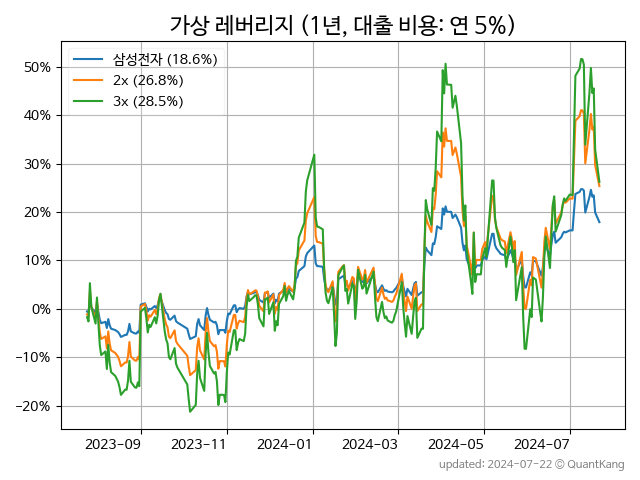 가상 레버리지 (1년, 대출 비용: 연 5%)
삼성전자 (18.6%)
2x (26.8%)
3x (28.5%)
50%
40%
30%
20%
10%
0%
−10%
−20%
2023-09
2023-11
2024-01
2024-03
2024-05
2024-07
updated: 2024-07-22 © QuantKang